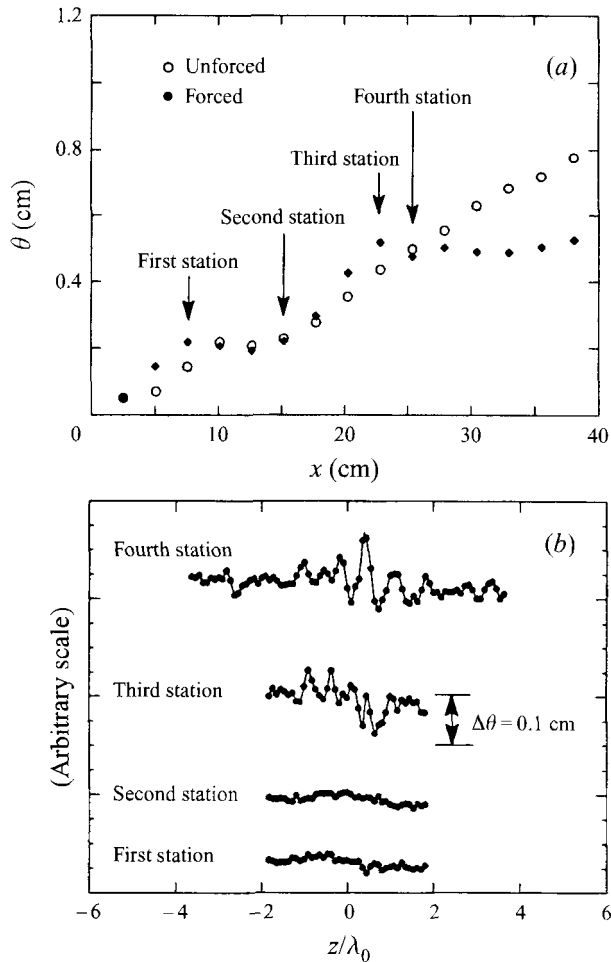 1.2
(a)
Unforced
Forced
Fourth station
0.8
Third station
θ (cm)
Second station
First station
0.4
0
10
20
30
40
x (cm)
(b)
Fourth station
(Arbitrary scale)
Third station
Δθ = 0.1 cm
Second station
First station
−6
−4
−2
0
2
4
6
z/λ0